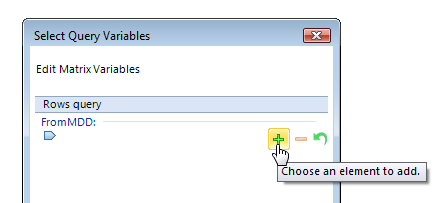 Select Query Variables
Edit Matrix Variables
Rows query
FromMDD:
Choose an element to add.